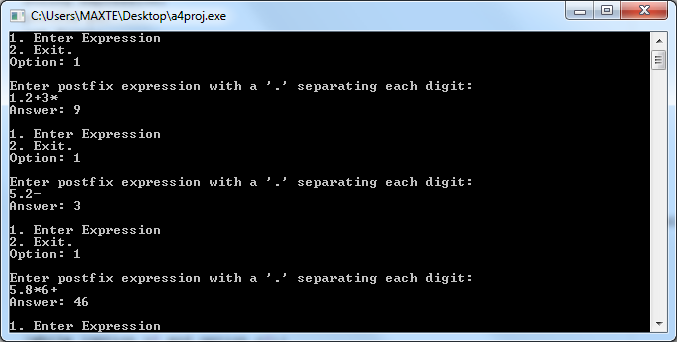 C:\Users\MAXTE\Desktop\a4proj.exe
1. Enter Expression
2. Exit.
Option: 1
Enter postfix expression with a '.' separating each digit:
1.2+3*
Answer: 9
1. Enter Expression
2. Exit.
Option: 1
Enter postfix expression with a '.' separating each digit:
5.2-
Answer: 3
1. Enter Expression
2. Exit.
Option: 1
Enter postfix expression with a '.' separating each digit:
5.8*6+
Answer: 46
1. Enter Expression